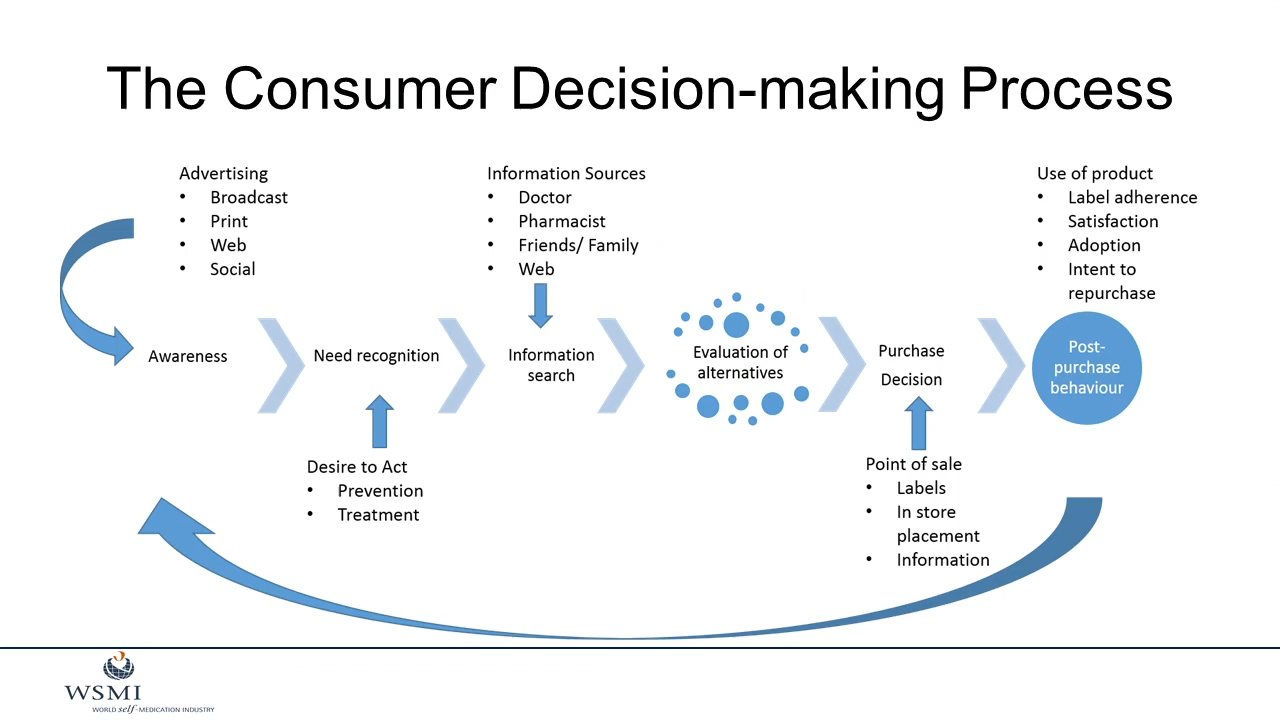 The Consumer Decision-making Process
Advertising
• Broadcast
• Print
• Web
• Social
Information Sources
• Doctor
• Pharmacist
• Friends/ Family
• Web
Use of product
• Label adherence
• Satisfaction
• Adoption
• Intent to
repurchase
Awareness
Need recognition
Information
search
Evaluation of
alternatives
Purchase
Decision
Post-
purchase
behaviour
Desire to Act
• Prevention
• Treatment
Point of sale
• Labels
• In store
placement
• Information
WSMI
WORLD self-MEDICATION INDUSTRY